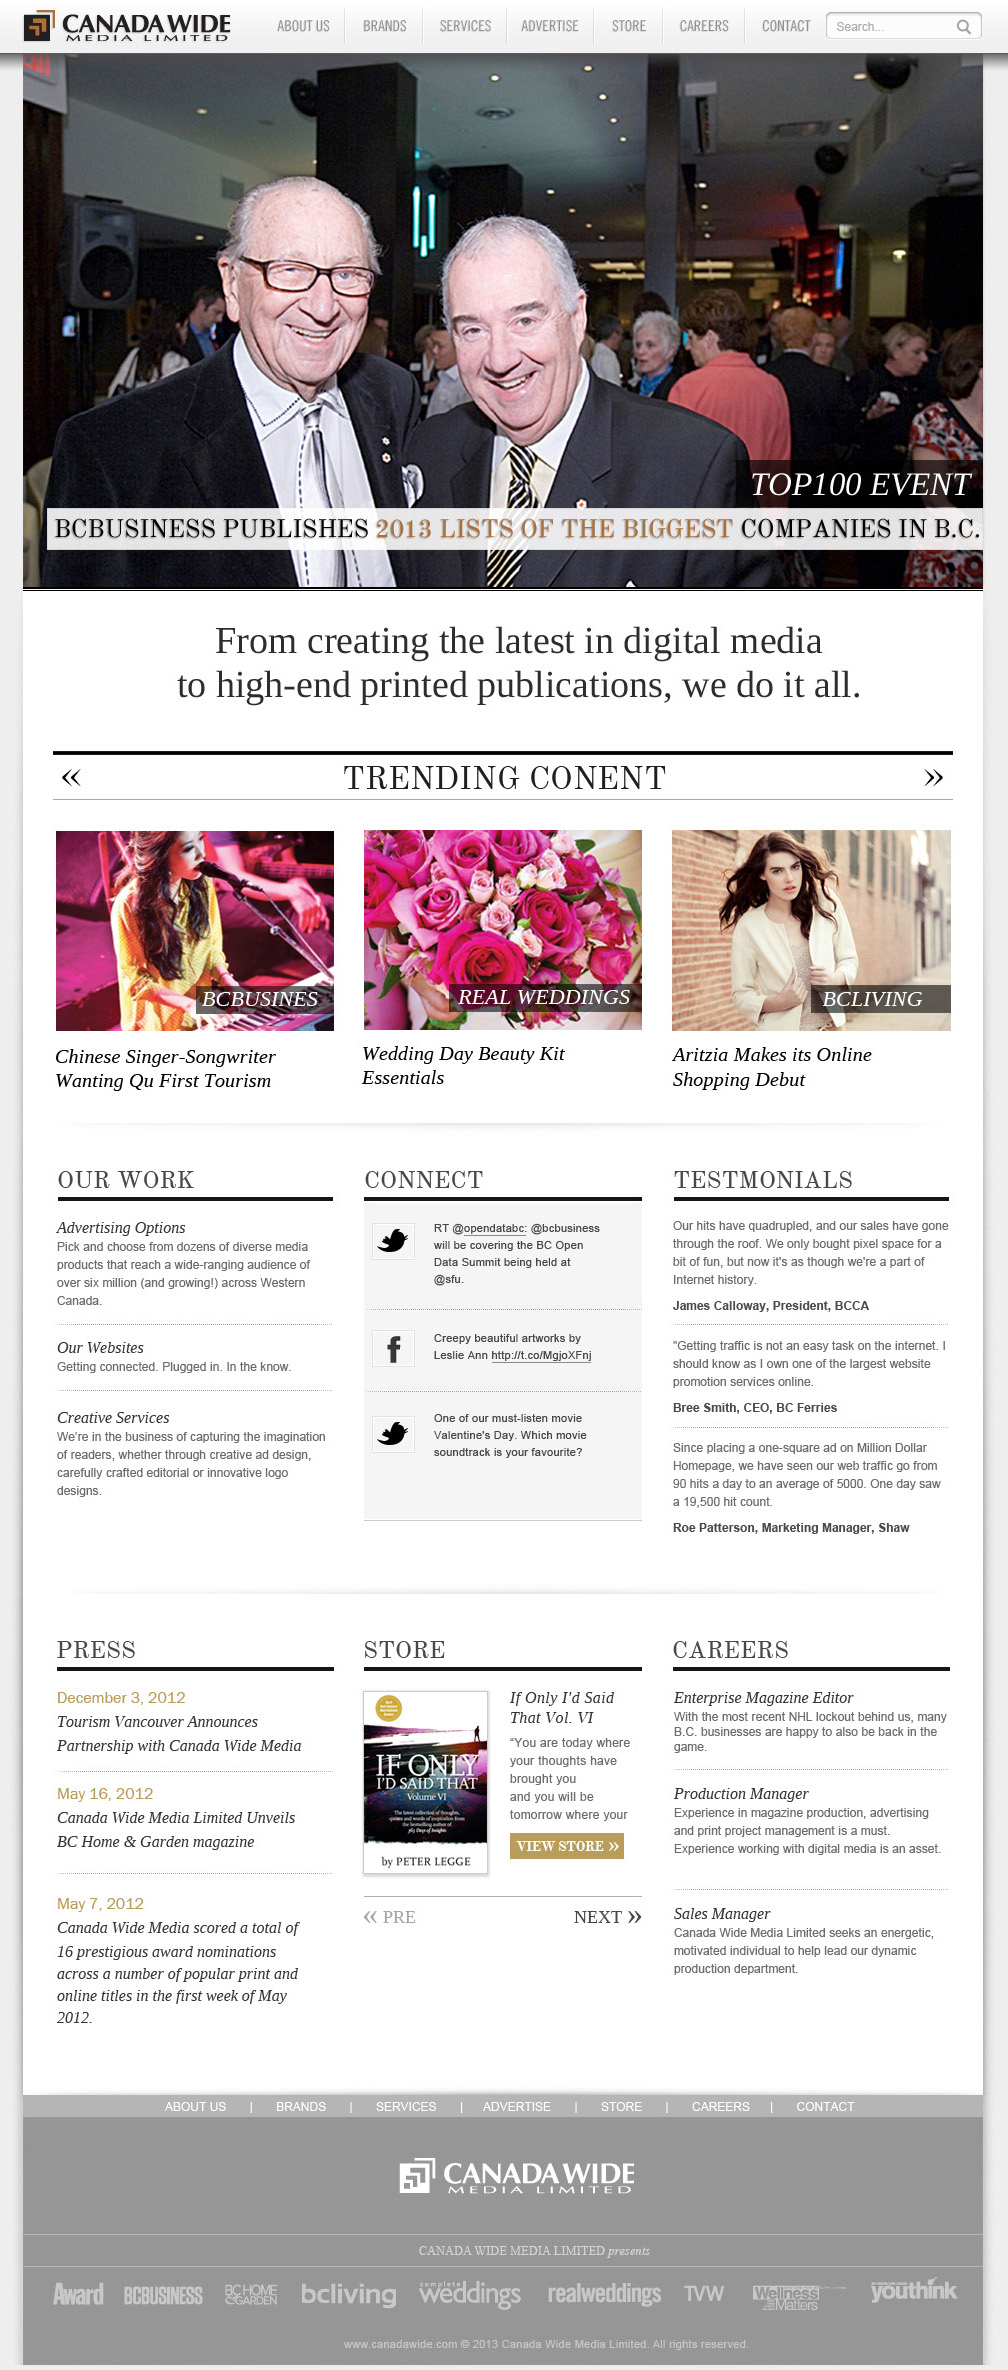 CANADA WIDE
MEDIA LIMITED
ABOUT US
BRANDS
SERVICES
ADVERTISE
STORE
CAREERS
CONTACT
Search...
EXIT
TOP100 EVENT
BCBUSINESS PUBLISHES 2013 LISTS OF THE BIGGEST COMPANIES IN B.C.
From creating the latest in digital media
to high-end printed publications, we do it all.
« TRENDING CONENT »
BCBUSINES
Chinese Singer-Songwriter
Wanting Qu First Tourism
REAL WEDDINGS
Wedding Day Beauty Kit
Essentials
BCLIVING
Aritzia Makes its Online
Shopping Debut
OUR WORK
Advertising Options
Pick and choose from dozens of diverse media
products that reach a wide-ranging audience of
over six million (and growing!) across Western
Canada.
Our Websites
Getting connected. Plugged in. In the know.
Creative Services
We're in the business of capturing the imagination
of readers, whether through creative ad design,
carefully crafted editorial or innovative logo
designs.
CONNECT
RT @opendatabc: @bcbusiness
will be covering the BC Open
Data Summit being held at
@sfu.
Creepy beautiful artworks by
Leslie Ann http://t.co/MgjoXFnj
One of our must-listen movie
Valentine's Day. Which movie
soundtrack is your favourite?
TESTMONIALS
Our hits have quadrupled, and our sales have gone
through the roof. We only bought pixel space for a
bit of fun, but now it's as though we're a part of
Internet history.
James Calloway, President, BCCA
"Getting traffic is not an easy task on the internet. I
should know as I own one of the largest website
promotion services online.
Bree Smith, CEO, BC Ferries
Since placing a one-square ad on Million Dollar
Homepage, we have seen our web traffic go from
90 hits a day to an average of 5000. One day saw
a 19,500 hit count.
Roe Patterson, Marketing Manager, Shaw
PRESS
December 3, 2012
Tourism Vancouver Announces
Partnership with Canada Wide Media
May 16, 2012
Canada Wide Media Limited Unveils
BC Home & Garden magazine
May 7, 2012
Canada Wide Media scored a total of
16 prestigious award nominations
across a number of popular print and
online titles in the first week of May
2012.
STORE
IF ONLY
I'D SAID THAT
Volume VI
The latest collection of thoughts,
quotes and words of inspiration from
the bestselling author of
365 Days of Insights
by PETER LEGGE
If Only I'd Said
That Vol. VI
“You are today where
your thoughts have
brought you
and you will be
tomorrow where your
VIEW STORE »
« PRE
NEXT »
CAREERS
Enterprise Magazine Editor
With the most recent NHL lockout behind us, many
B.C. businesses are happy to also be back in the
game.
Production Manager
Experience in magazine production, advertising
and print project management is a must.
Experience working with digital media is an asset.
Sales Manager
Canada Wide Media Limited seeks an energetic,
motivated individual to help lead our dynamic
production department.
ABOUT US | BRANDS | SERVICES | ADVERTISE | STORE | CAREERS | CONTACT
CANADA WIDE
MEDIA LIMITED
CANADA WIDE MEDIA LIMITED presents
Award
BCBUSINESS
BC HOME
&GARDEN
bcliving
complete
weddings
realweddings
TVW
Wellness
Matters
youthink
www.canadawide.com © 2013 Canada Wide Media Limited. All rights reserved.